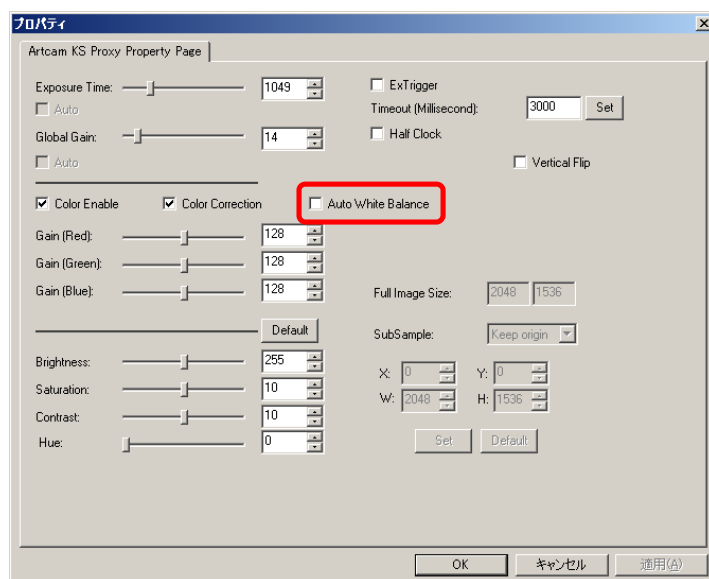 プロパティ
Artcam KS Proxy Property Page
Exposure Time: 1049 ExTrigger
Auto Timeout (Millisecond): 3000 Set
Global Gain: 14 Half Clock
Auto Vertical Flip
Color Enable Color Correction Auto White Balance
Gain (Red): 128
Gain (Green): 128
Gain (Blue): 128 Full Image Size: 2048 1536
Default SubSample: Keep origin
Brightness: 255 X: 0 Y: 0
Saturation: 10 W: 2048 H: 1536
Contrast: 10
Hue: 0 Set Default
OK キャンセル 適用(A)